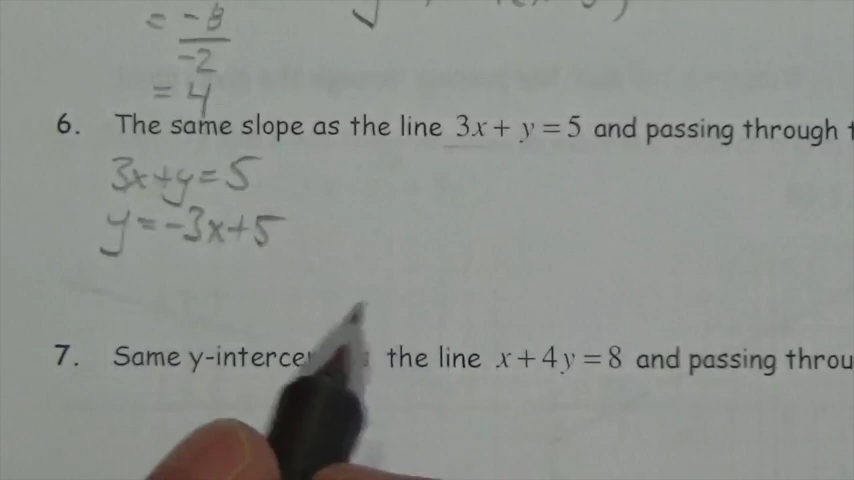 = -8
-2
= 4
6. The same slope as the line 3x + y = 5 and passing through
3x+y=5
y=-3x+5
7. Same y-interce the line x + 4y = 8 and passing throu